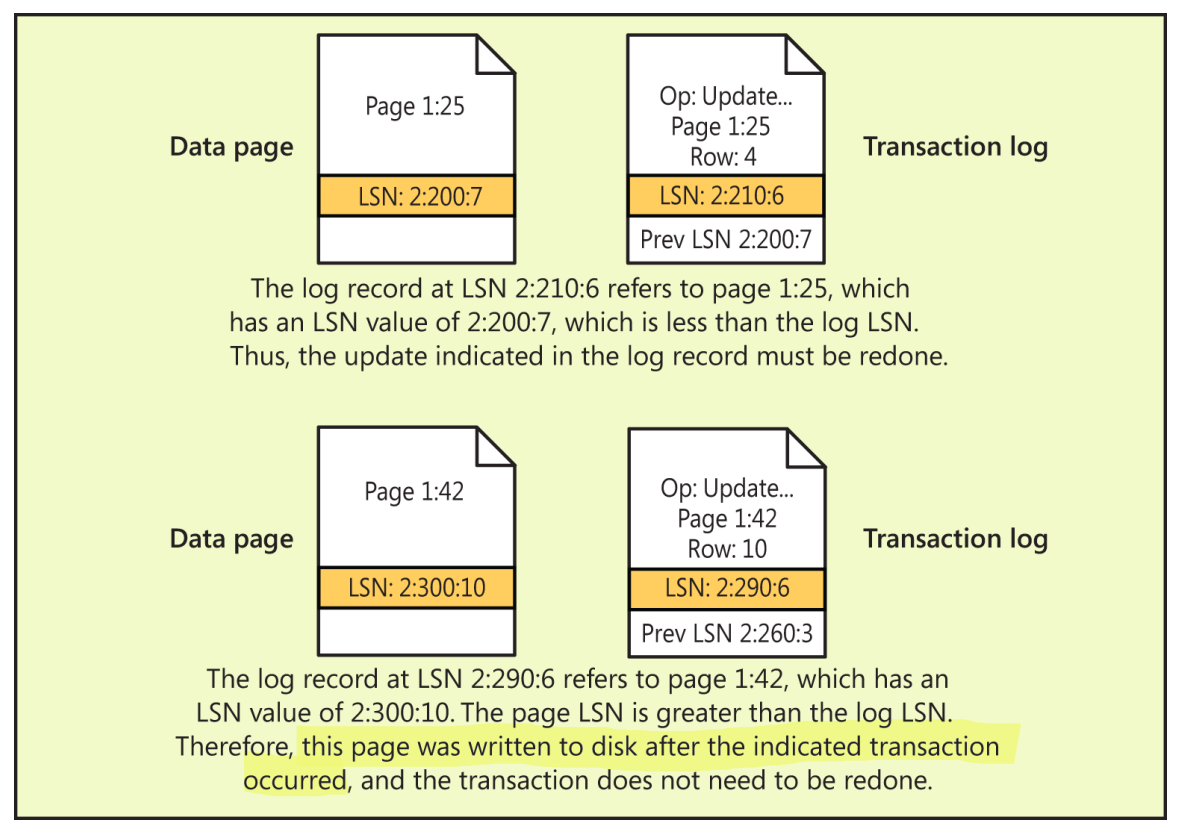 Data page
Page 1:25
LSN: 2:200:7
Op: Update...
Page 1:25
Row: 4
LSN: 2:210:6
Prev LSN 2:200:7
Transaction log
The log record at LSN 2:210:6 refers to page 1:25, which
has an LSN value of 2:200:7, which is less than the log LSN.
Thus, the update indicated in the log record must be redone.
Data page
Page 1:42
LSN: 2:300:10
Op: Update...
Page 1:42
Row: 10
LSN: 2:290:6
Prev LSN 2:260:3
Transaction log
The log record at LSN 2:290:6 refers to page 1:42, which has an
LSN value of 2:300:10. The page LSN is greater than the log LSN.
Therefore, this page was written to disk after the indicated transaction
occurred, and the transaction does not need to be redone.